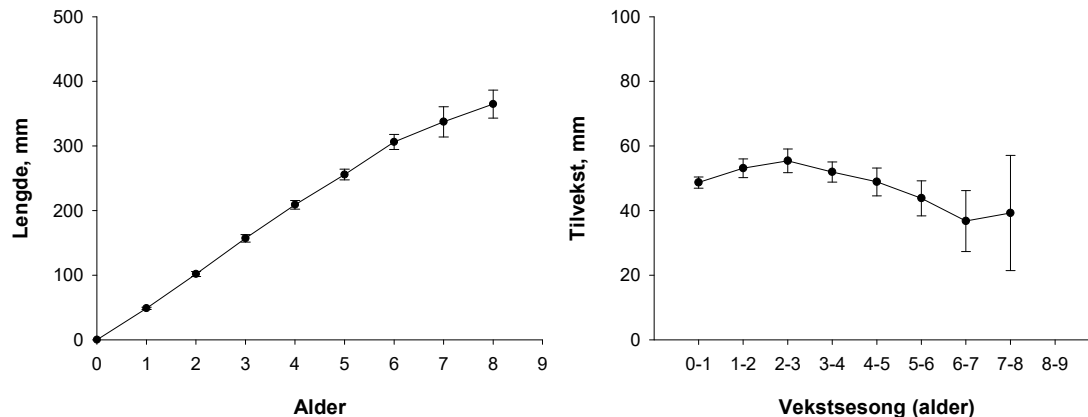 500
400
300
200
100
0
Lengde, mm
0 1 2 3 4 5 6 7 8 9
Alder
100
80
60
40
20
0
Tilvekst, mm
0-1 1-2 2-3 3-4 4-5 5-6 6-7 7-8 8-9
Vekstsesong (alder)